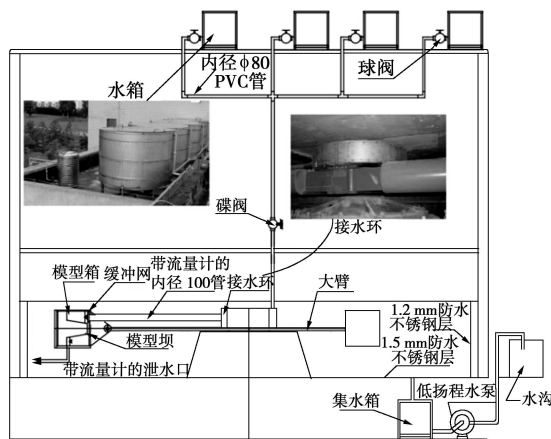 内径φ80
PVC管
水箱
球阀
碟阀
接水环
带流量计的
内径100管
接水环
模型箱
缓冲网
大臂
1.2 mm防水
不锈钢层
1.5 mm防水
不锈钢层
模型坝
带流量计的泄水口
低扬程水泵
集水箱
水沟